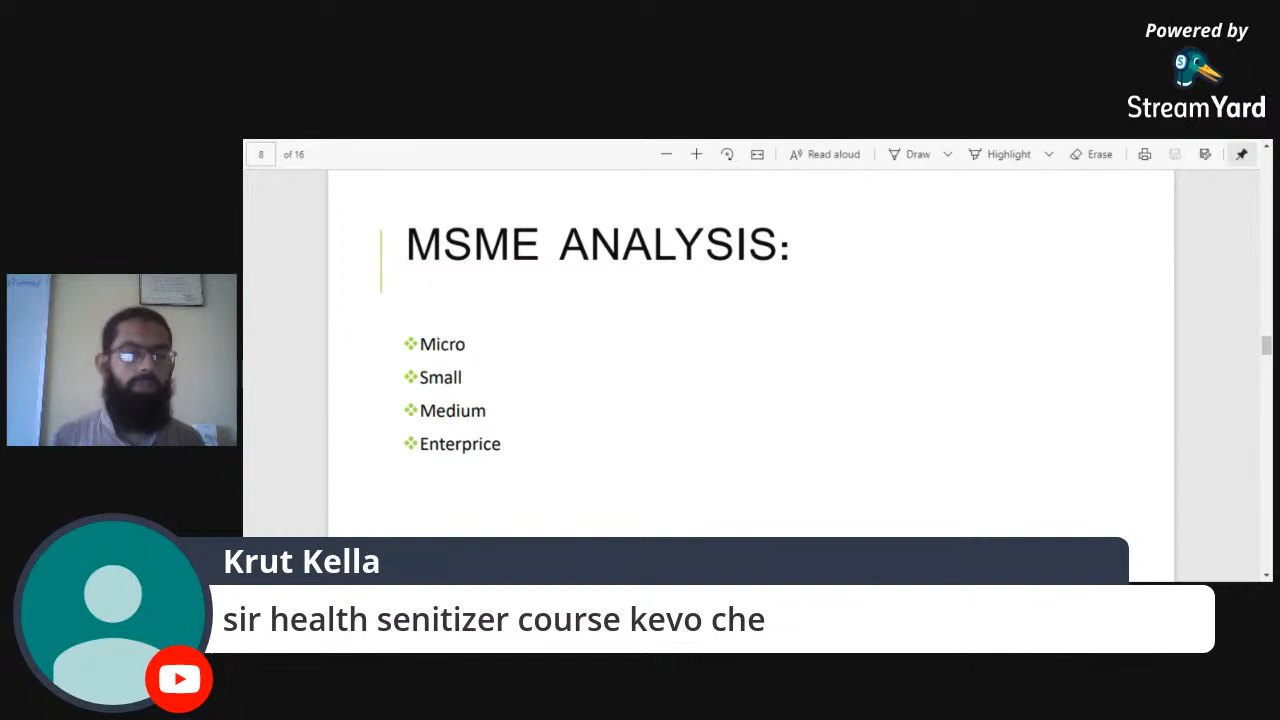 Powered by
StreamYard
8 of 16
Read aloud
Draw
Highlight
Erase
MSME ANALYSIS:
Micro
Small
Medium
Enterprice
Krut Kella
sir health senitizer course kevo che